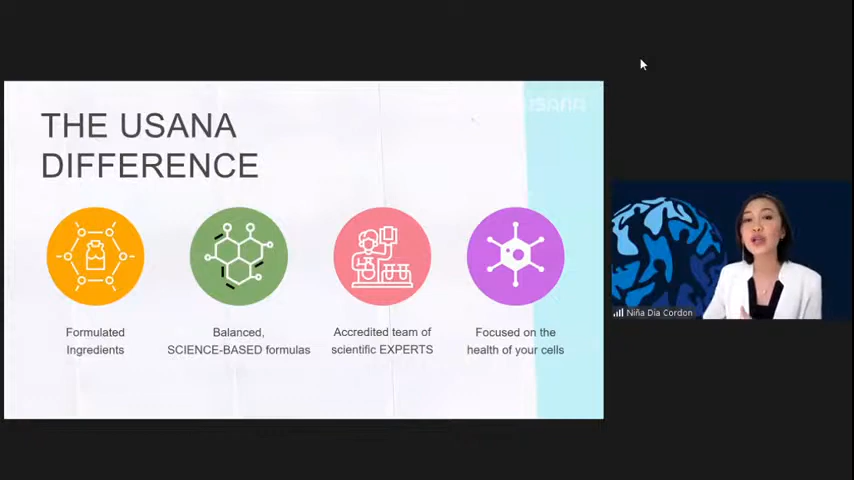 THE USANA
DIFFERENCE
USANA
Formulated
Ingredients
Balanced,
SCIENCE-BASED formulas
Accredited team of
scientific EXPERTS
Focused on the
health of your cells
Niña Dia Cordon